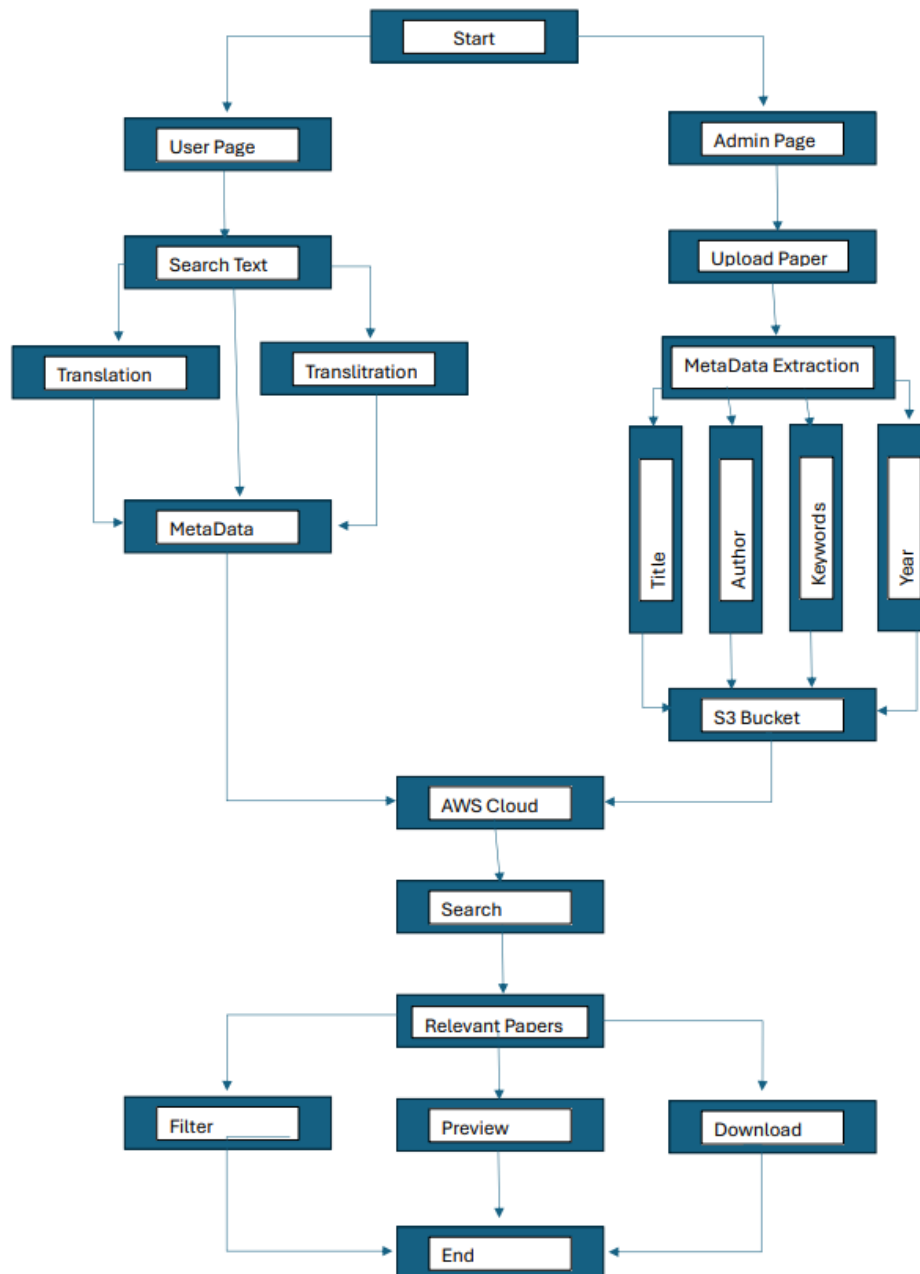 Start
User Page
Admin Page
Search Text
Upload Paper
Translation
Translitration
MetaData Extraction
Title
Author
Keywords
Year
MetaData
S3 Bucket
AWS Cloud
Search
Relevant Papers
Filter
Preview
Download
End